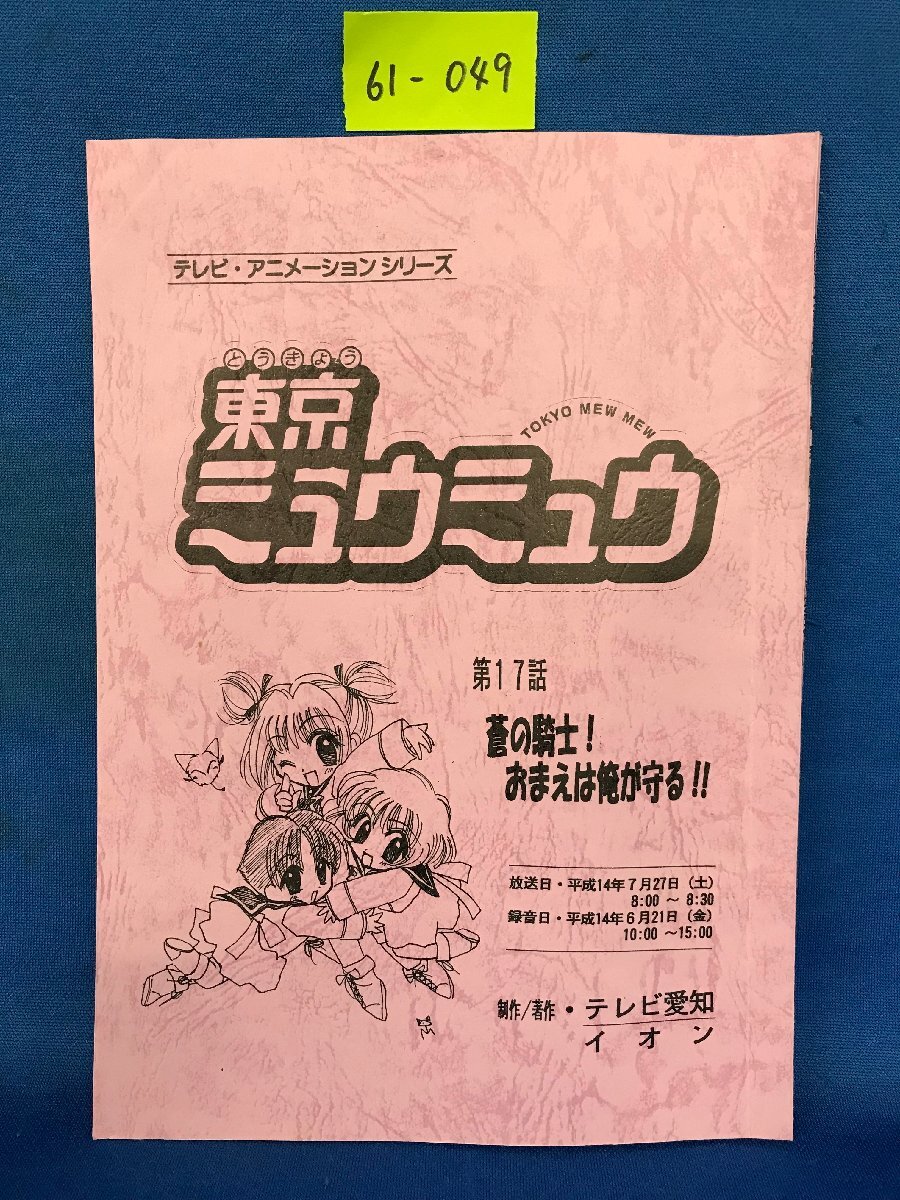 61-049
テレビ・アニメーションシリーズ
とうきょう
東京
TOKYO MEW MEW
ミュウミュウ
第17話
蒼の騎士!
おまえは俺が守る!!
放送日・平成14年7月27日(土)
8:00 ~ 8:30
録音日・平成14年6月21日(金)
10:00 ~15:00
制作/著作・テレビ愛知
イオン